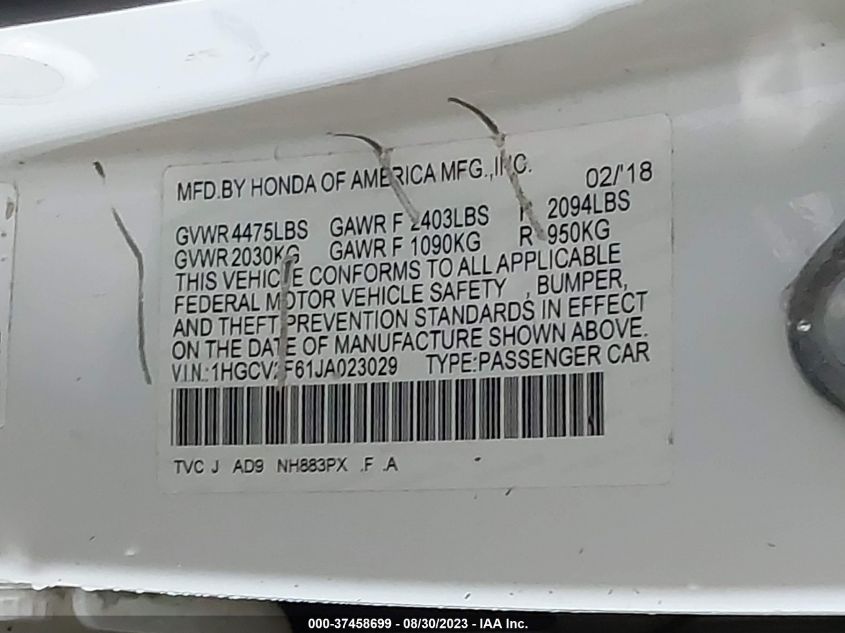 MFD.BY HONDA OF AMERICA MFG.,INC. 02/'18
GVWR 4475LBS GAWR F 2403LBS R 2094LBS
GVWR 2030KG GAWR F 1090KG R 950KG
THIS VEHICLE CONFORMS TO ALL APPLICABLE
FEDERAL MOTOR VEHICLE SAFETY , BUMPER,
AND THEFT PREVENTION STANDARDS IN EFFECT
ON THE DATE OF MANUFACTURE SHOWN ABOVE.
V.I.N.:1HGCV2F61JA023029 TYPE:PASSENGER CAR
TVC J AD9 NH883PX .F .A
000-37458699 - 08/30/2023 - IAA Inc.